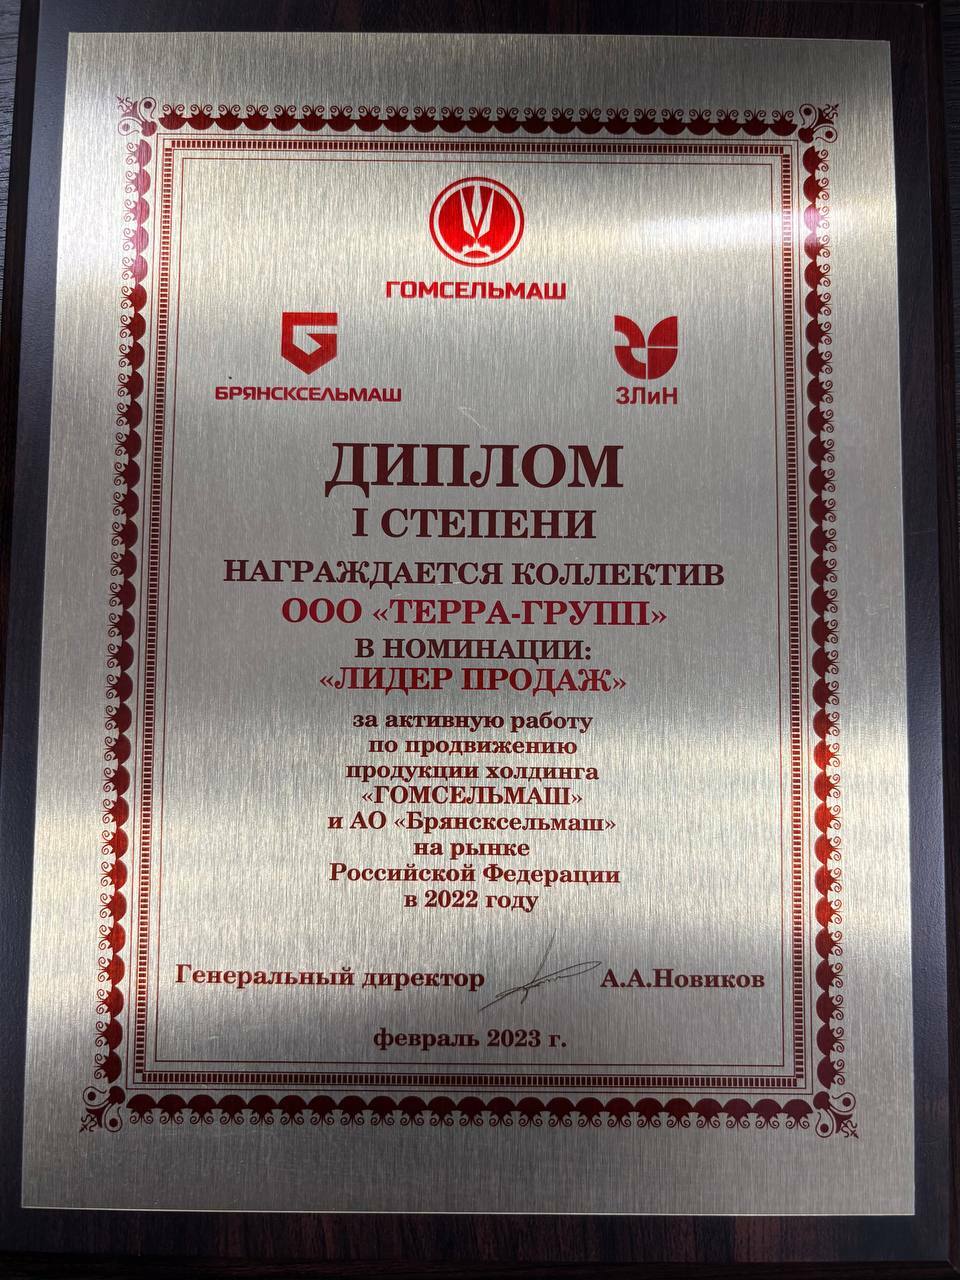 ГОМСЕЛЬМАШ
БРЯНСКСЕЛЬМАШ
ЗЛиН
ДИПЛОМ
I СТЕПЕНИ
НАГРАЖДАЕТСЯ КОЛЛЕКТИВ
ООО «ТЕРРА-ГРУПП»
В НОМИНАЦИИ:
«ЛИДЕР ПРОДАЖ»
за активную работу
по продвижению
продукции холдинга
«ГОМСЕЛЬМАШ»
и АО «Брянсксельмаш»
на рынке
Российской Федерации
в 2022 году
Генеральный директор А.А.Новиков
февраль 2023 г.